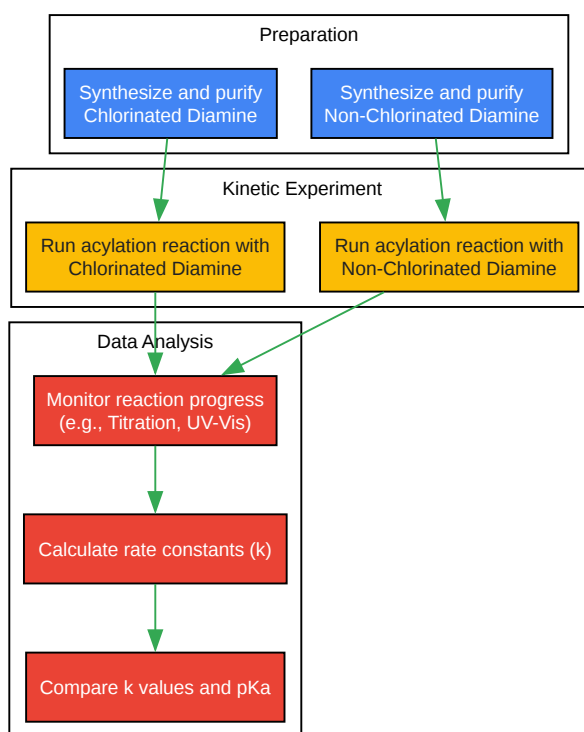 Preparation
Synthesize and purify
Chlorinated Diamine
Synthesize and purify
Non-Chlorinated Diamine
Kinetic Experiment
Run acylation reaction with
Chlorinated Diamine
Run acylation reaction with
Non-Chlorinated Diamine
Data Analysis
Monitor reaction progress
(e.g., Titration, UV-Vis)
Calculate rate constants (k)
Compare k values and pKa